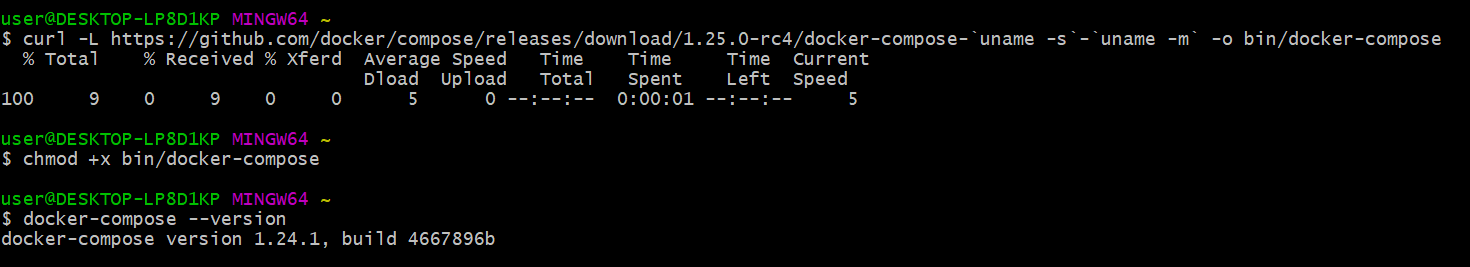 user@DESKTOP-LP8D1KP MINGW64 ~
$ curl -L https://github.com/docker/compose/releases/download/1.25.0-rc4/docker-compose-`uname -s`-`uname -m` -o bin/docker-compose
  % Total    % Received % Xferd  Average Speed   Time    Time     Time  Current
                                 Dload  Upload   Total   Spent    Left  Speed
100     9    0     9    0     0      5      0 --:--:--  0:00:01 --:--:--     5
user@DESKTOP-LP8D1KP MINGW64 ~
$ chmod +x bin/docker-compose
user@DESKTOP-LP8D1KP MINGW64 ~
$ docker-compose --version
docker-compose version 1.24.1, build 4667896b